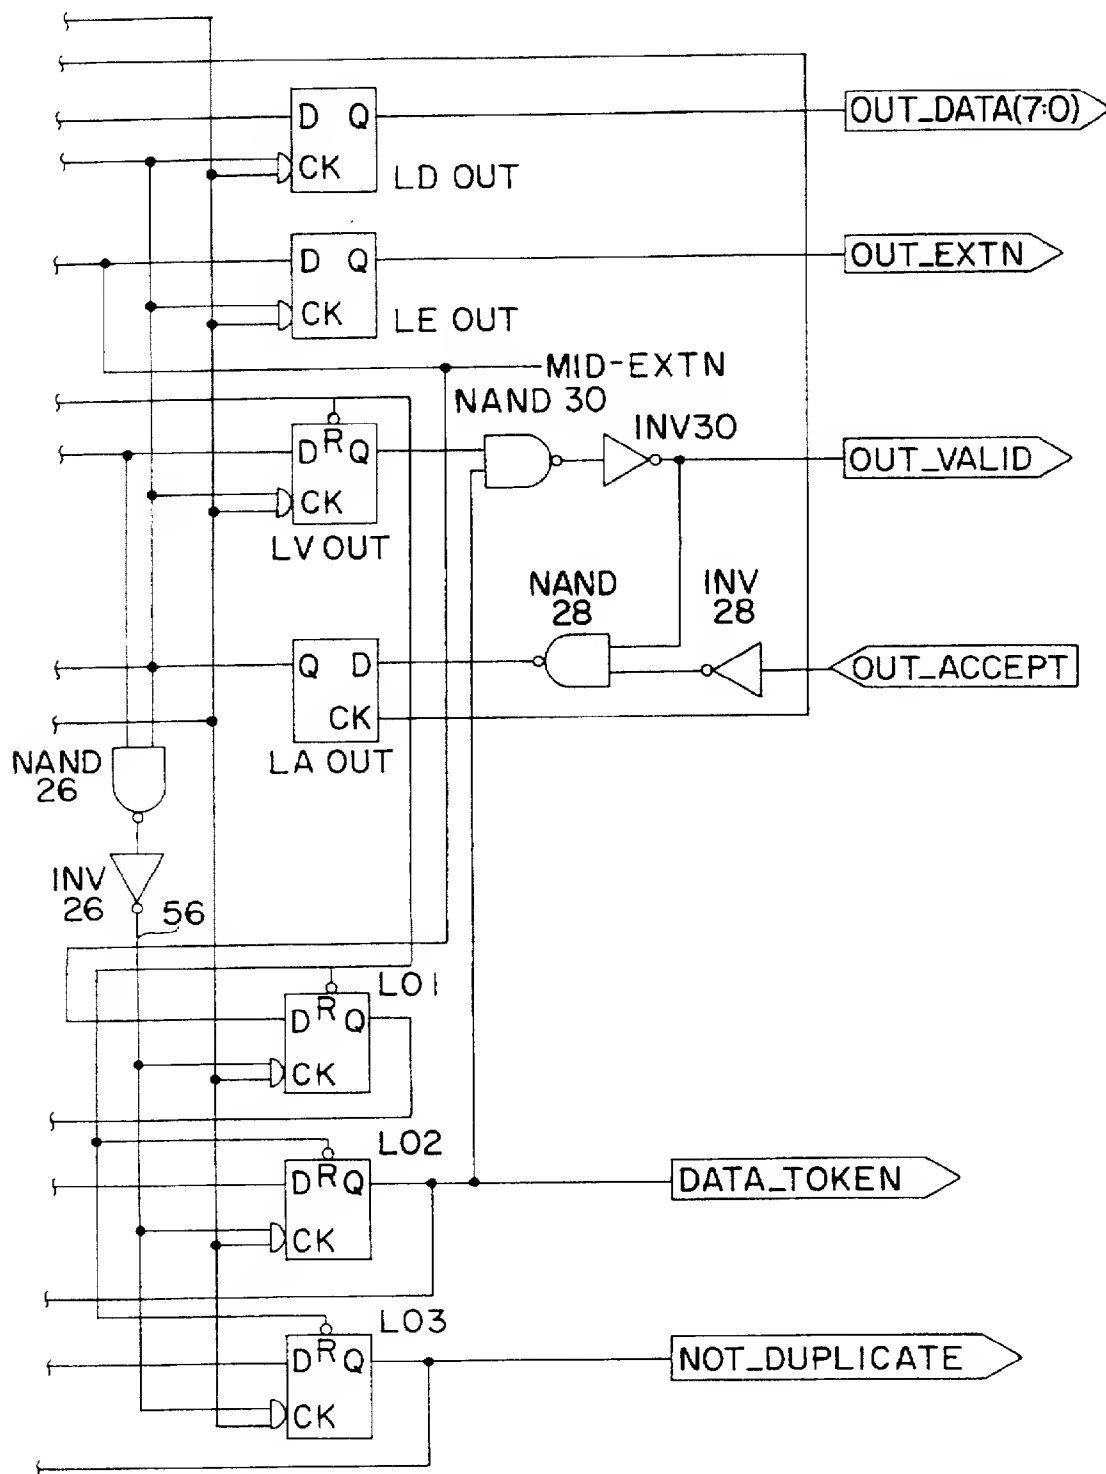 D Q
CK
LD OUT
OUT_DATA(7:0)
D Q
CK
LE OUT
OUT_EXTN
MID-EXTN
NAND 30
D R Q
CK
LV OUT
INV30
OUT_VALID
NAND
28
INV
28
Q D
CK
LA OUT
OUT_ACCEPT
NAND
26
INV
26
56
LO1
D R Q
CK
LO2
D R Q
CK
DATA_TOKEN
LO3
D R Q
CK
NOT_DUPLICATE